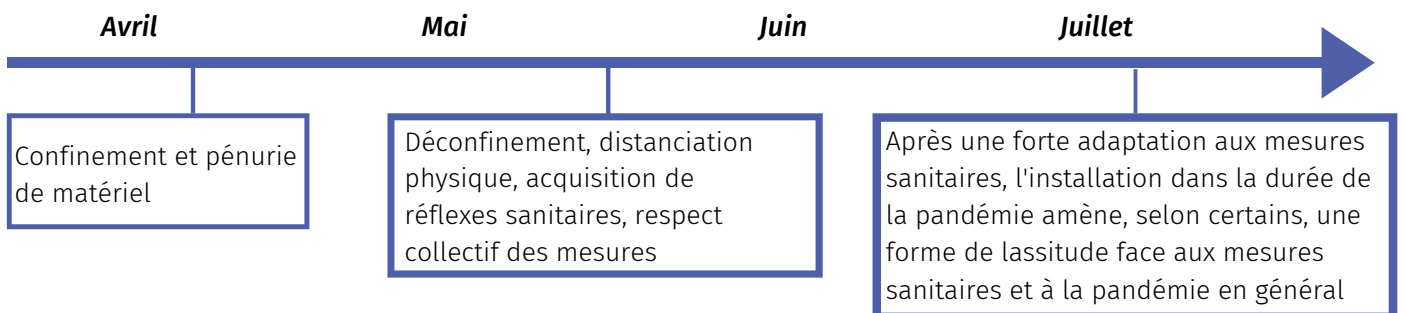 Avril Mai Juin Juillet
Confinement et pénurie
de matériel
Déconfinement, distanciation
physique, acquisition de
réflexes sanitaires, respect
collectif des mesures
Après une forte adaptation aux mesures
sanitaires, l'installation dans la durée de
la pandémie amène, selon certains, une
forme de lassitude face aux mesures
sanitaires et à la pandémie en général